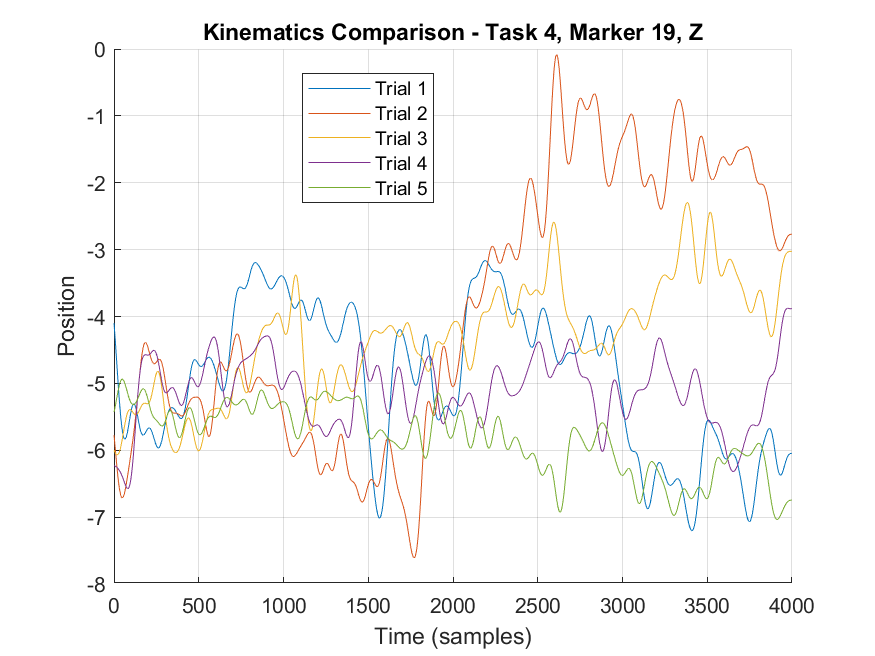 Kinematics Comparison - Task 4, Marker 19, Z
0
-1
-2
-3
-4
-5
-6
-7
-8
Position
Trial 1
Trial 2
Trial 3
Trial 4
Trial 5
0 500 1000 1500 2000 2500 3000 3500 4000
Time (samples)